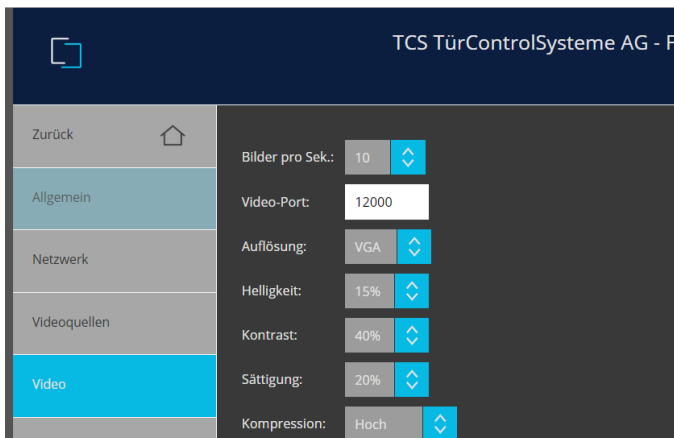 TCS TürControlSysteme AG - F
Zurück
Allgemein
Netzwerk
Videoquellen
Video
Bilder pro Sek.: 10
Video-Port: 12000
Auflösung: VGA
Helligkeit: 15%
Kontrast: 40%
Sättigung: 20%
Kompression: Hoch